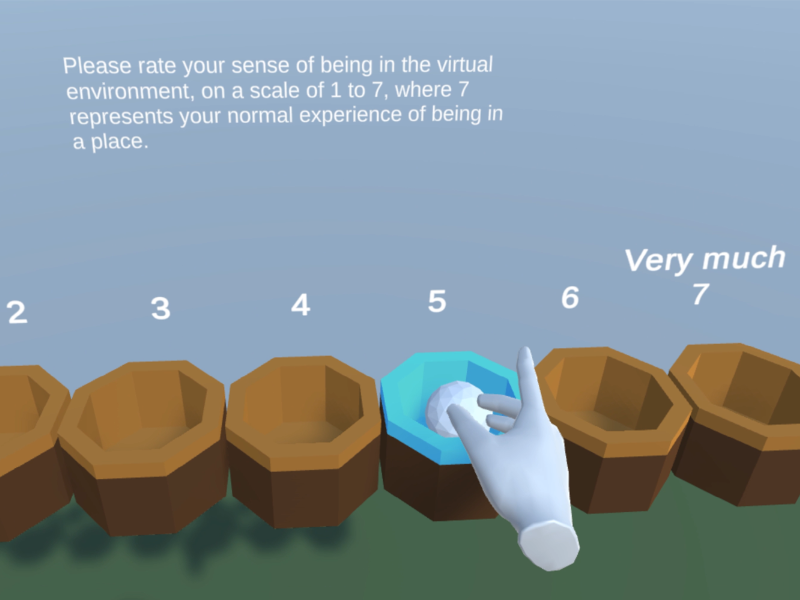 Please rate your sense of being in the virtual
environment, on a scale of 1 to 7, where 7
represents your normal experience of being in
a place.
Very much
2 3 4 5 6 7